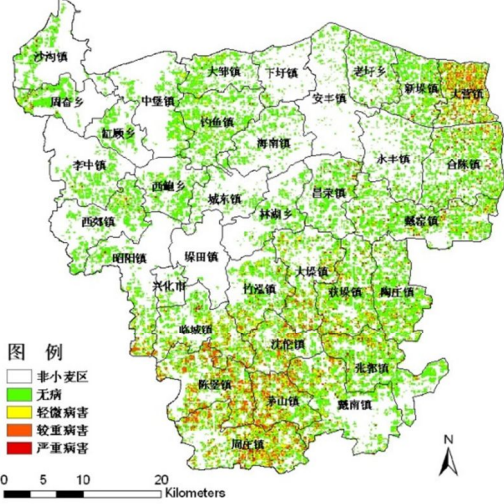 沙沟镇
大邹镇
下圩镇
老圩乡
新垛镇
大营镇
周奋乡
中堡镇
安丰镇
钓鱼镇
缸顾乡
海南镇
李中镇
永丰镇
合陈镇
西鲍乡
昌荣镇
城东镇
林湖乡
西郊镇
戴窑镇
昭阳镇
垛田镇
大垛镇
兴化市
竹泓镇
荻垛镇
陶庄镇
临城镇
沈伦镇
张郭镇
陈堡镇
茅山镇
戴南镇
周庄镇
图 例
非小麦区
无病
轻微病害
较重病害
严重病害
N
0 5 10 20
Kilometers